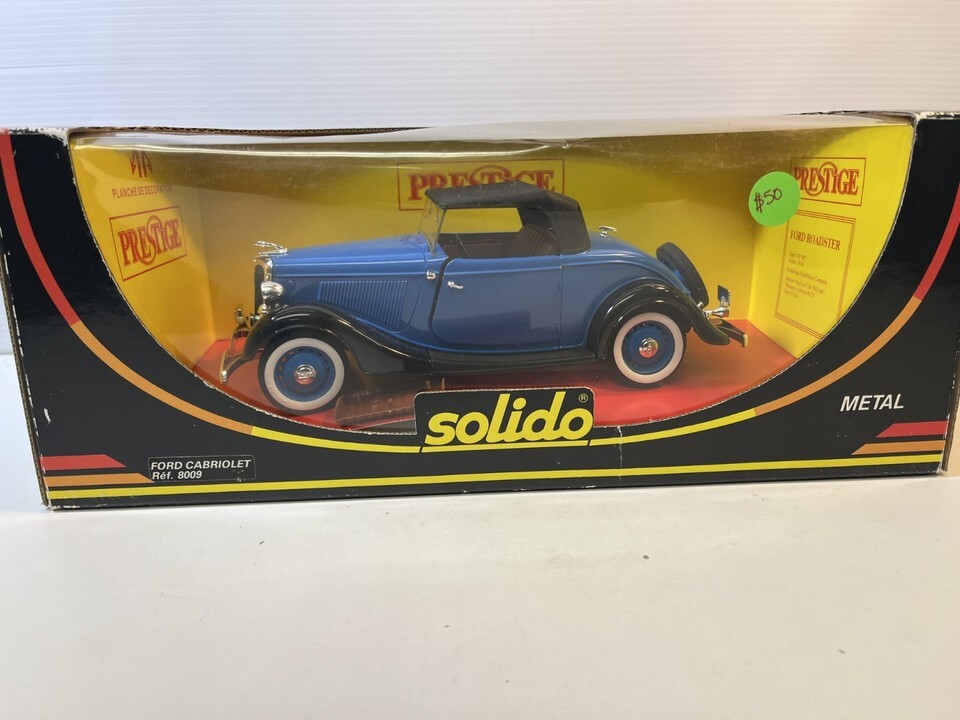 PLANCHE DE DECORATION
PRESTIGE
PRESTIGE
PRESTIGE
$50
FORD ROADSTER
solido®
METAL
FORD CABRIOLET
Réf. 8009